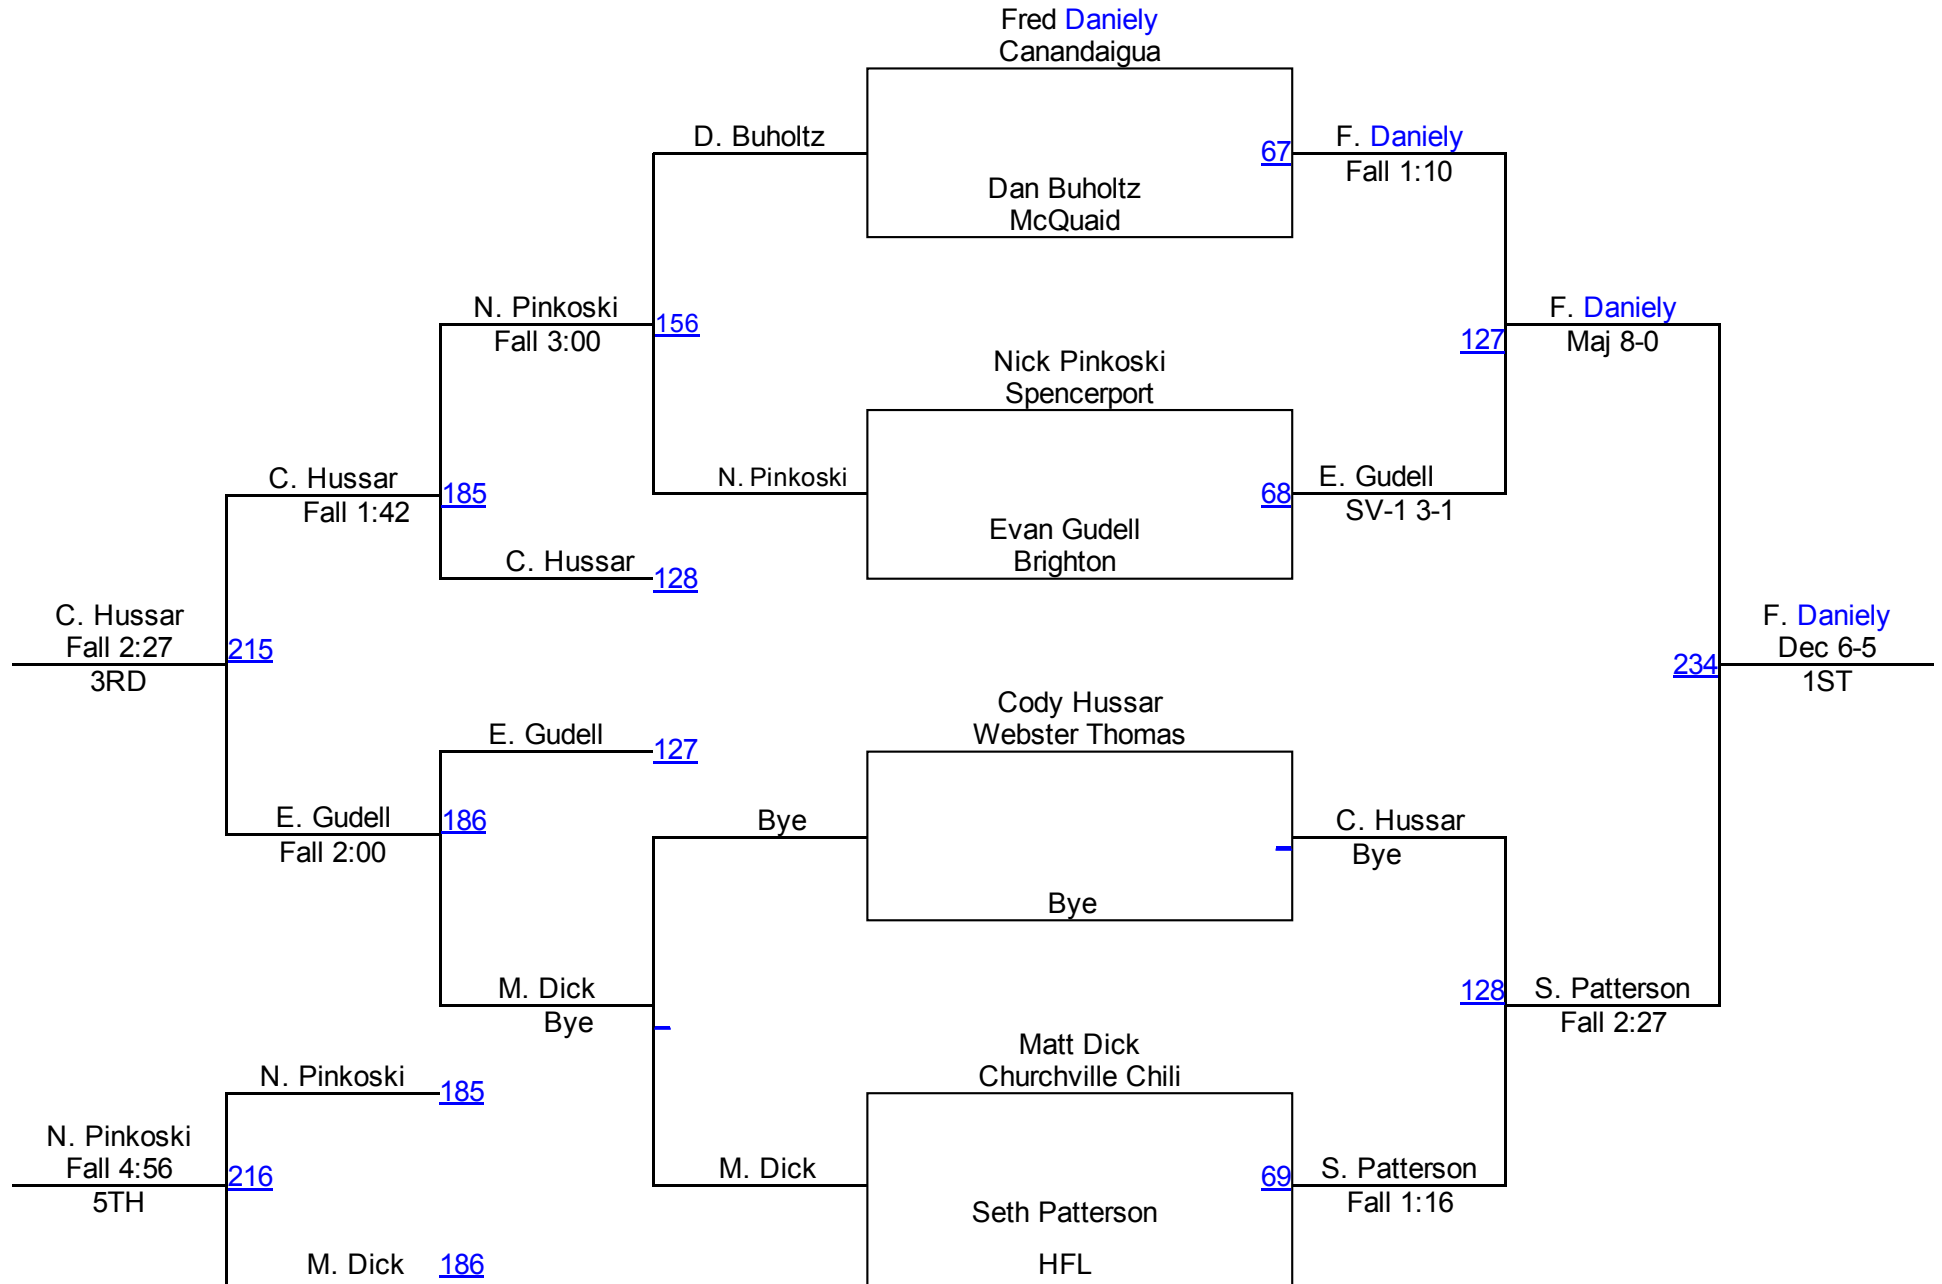 Fred Daniely
Canandaigua
D. Buholtz
67
F. Daniely
Fall 1:10
Dan Buholtz
McQuaid
N. Pinkoski
Fall 3:00
156
F. Daniely
Maj 8-0
127
Nick Pinkoski
Spencerport
C. Hussar
Fall 1:42
185
N. Pinkoski
68
E. Gudell
SV-1 3-1
Evan Gudell
Brighton
C. Hussar
128
C. Hussar
Fall 2:27
3RD
215
F. Daniely
Dec 6-5
1ST
234
Cody Hussar
Webster Thomas
E. Gudell
127
E. Gudell
Fall 2:00
186
Bye
C. Hussar
Bye
Bye
M. Dick
Bye
128
S. Patterson
Fall 2:27
Matt Dick
Churchville Chili
N. Pinkoski
185
N. Pinkoski
Fall 4:56
5TH
216
M. Dick
69
S. Patterson
Fall 1:16
Seth Patterson
HFL
M. Dick
186